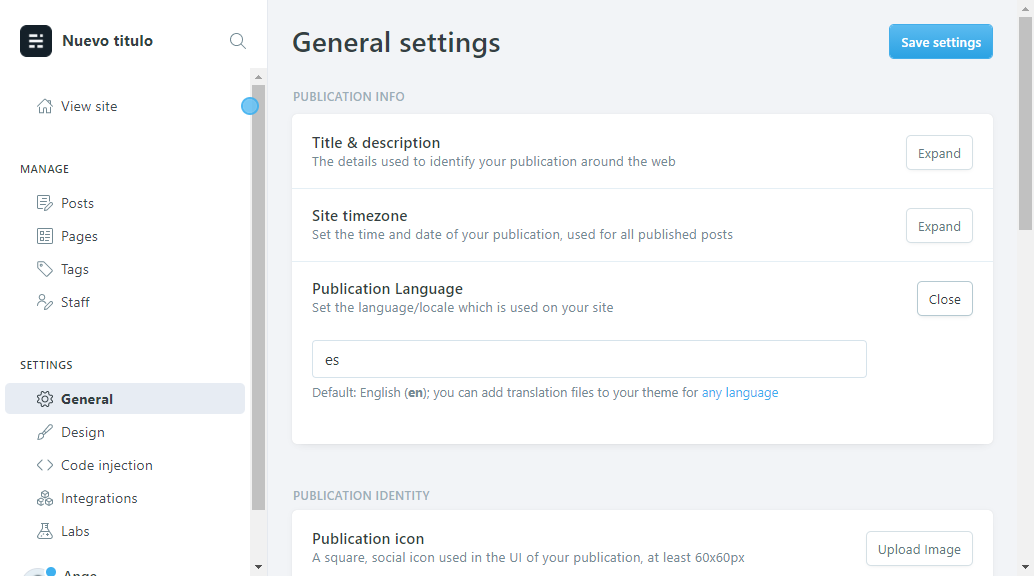 Nuevo titulo
View site
MANAGE
Posts
Pages
Tags
Staff
SETTINGS
General
Design
Code injection
Integrations
Labs
General settings
Save settings
PUBLICATION INFO
Title & description
The details used to identify your publication around the web
Expand
Site timezone
Set the time and date of your publication, used for all published posts
Expand
Publication Language
Set the language/locale which is used on your site
Close
es
Default: English (en); you can add translation files to your theme for any language
PUBLICATION IDENTITY
Publication icon
A square, social icon used in the UI of your publication, at least 60x60px
Upload Image